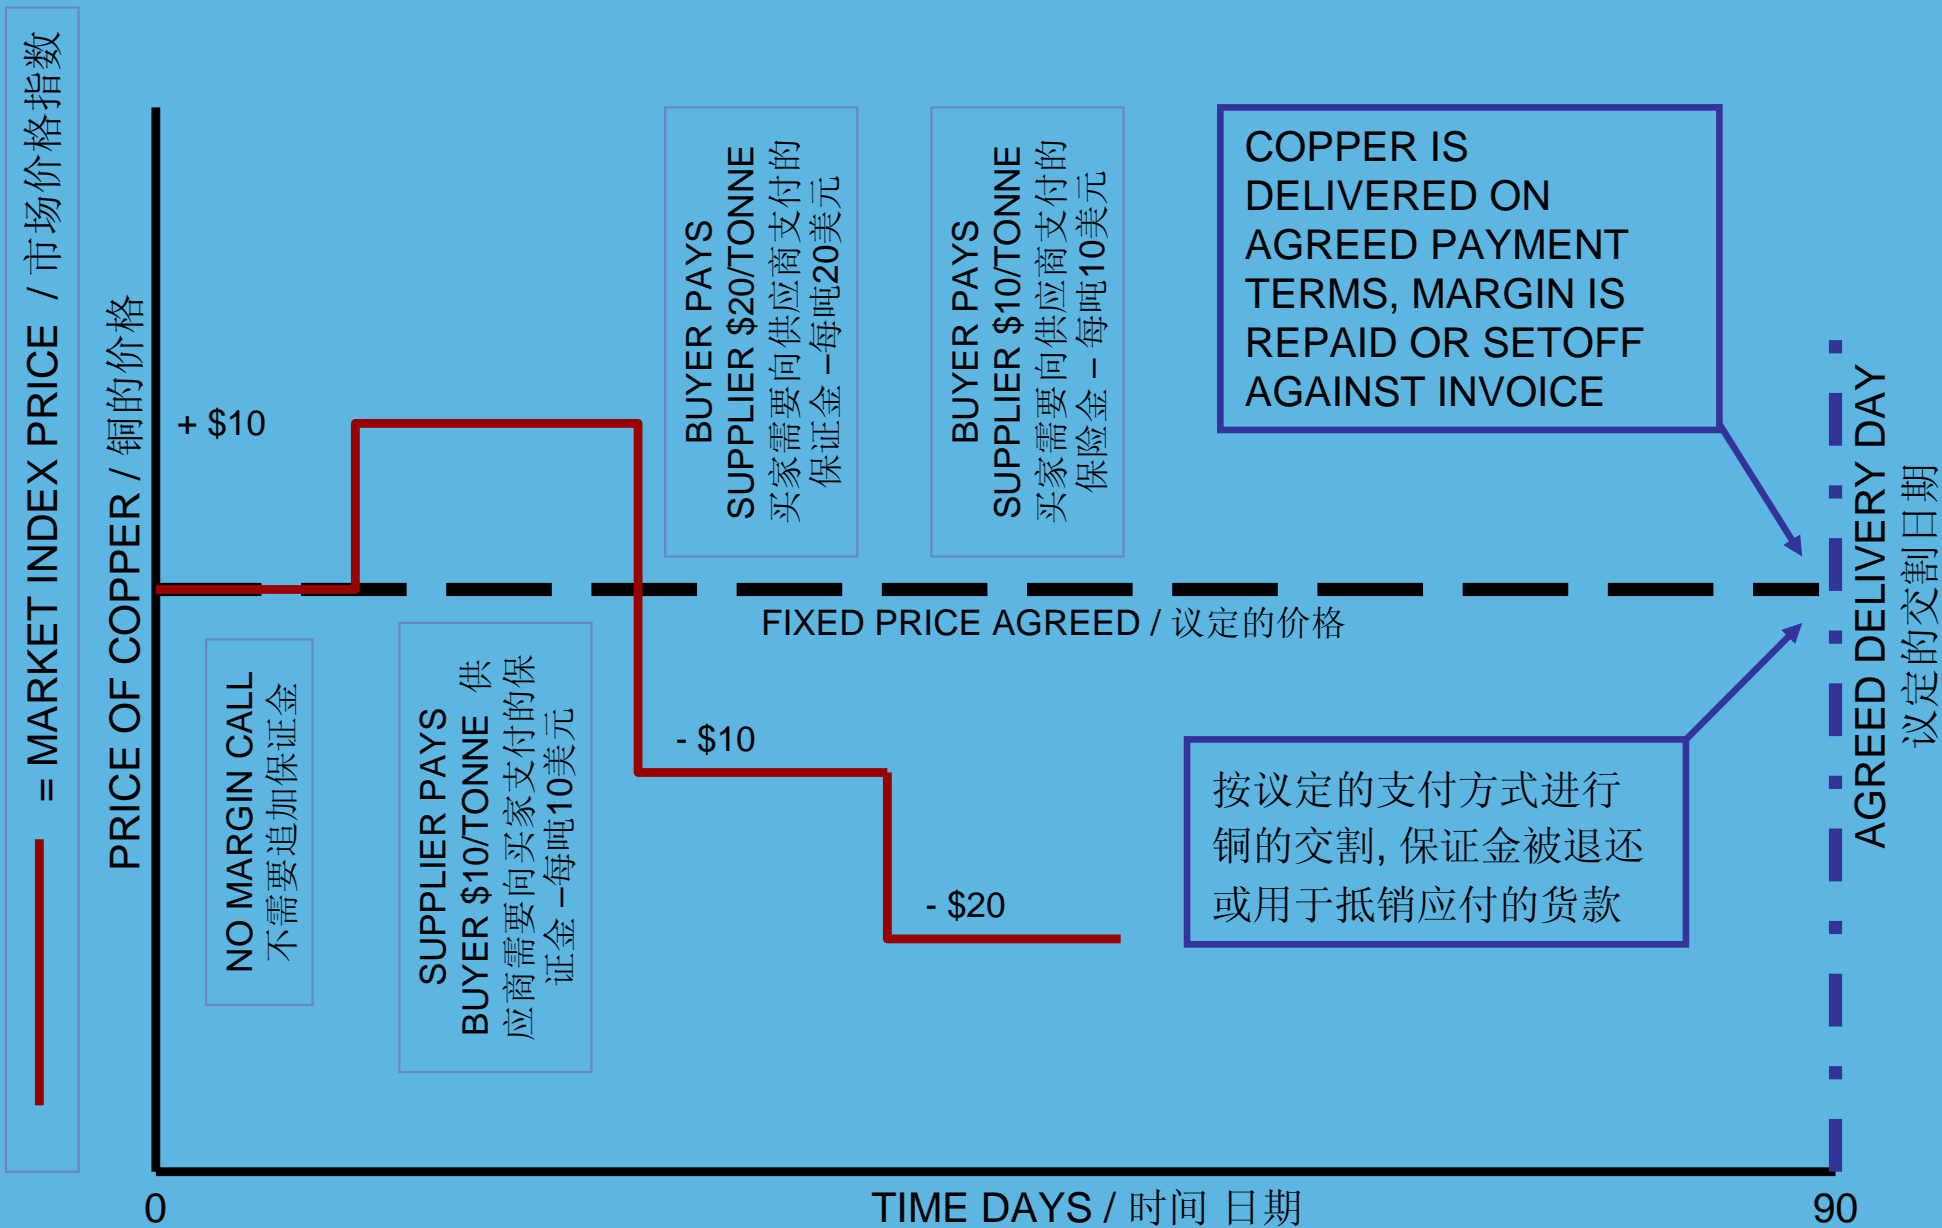 = MARKET INDEX PRICE / 市场价格指数
PRICE OF COPPER / 铜的价格
+ $10
NO MARGIN CALL
不需要追加保证金
SUPPLIER PAYS
BUYER $10/TONNE 供
应商需要向买家支付的保
证金 –每吨10美元
BUYER PAYS
SUPPLIER $20/TONNE
买家需要向供应商支付的
保证金 –每吨20美元
BUYER PAYS
SUPPLIER $10/TONNE
买家需要向供应商支付的
保险金 – 每吨10美元
COPPER IS
DELIVERED ON
AGREED PAYMENT
TERMS, MARGIN IS
REPAID OR SETOFF
AGAINST INVOICE
FIXED PRICE AGREED / 议定的价格
- $10
- $20
按议定的支付方式进行
铜的交割, 保证金被退还
或用于抵销应付的货款
AGREED DELIVERY DAY
议定的交割日期
0
TIME DAYS / 时间 日期
90